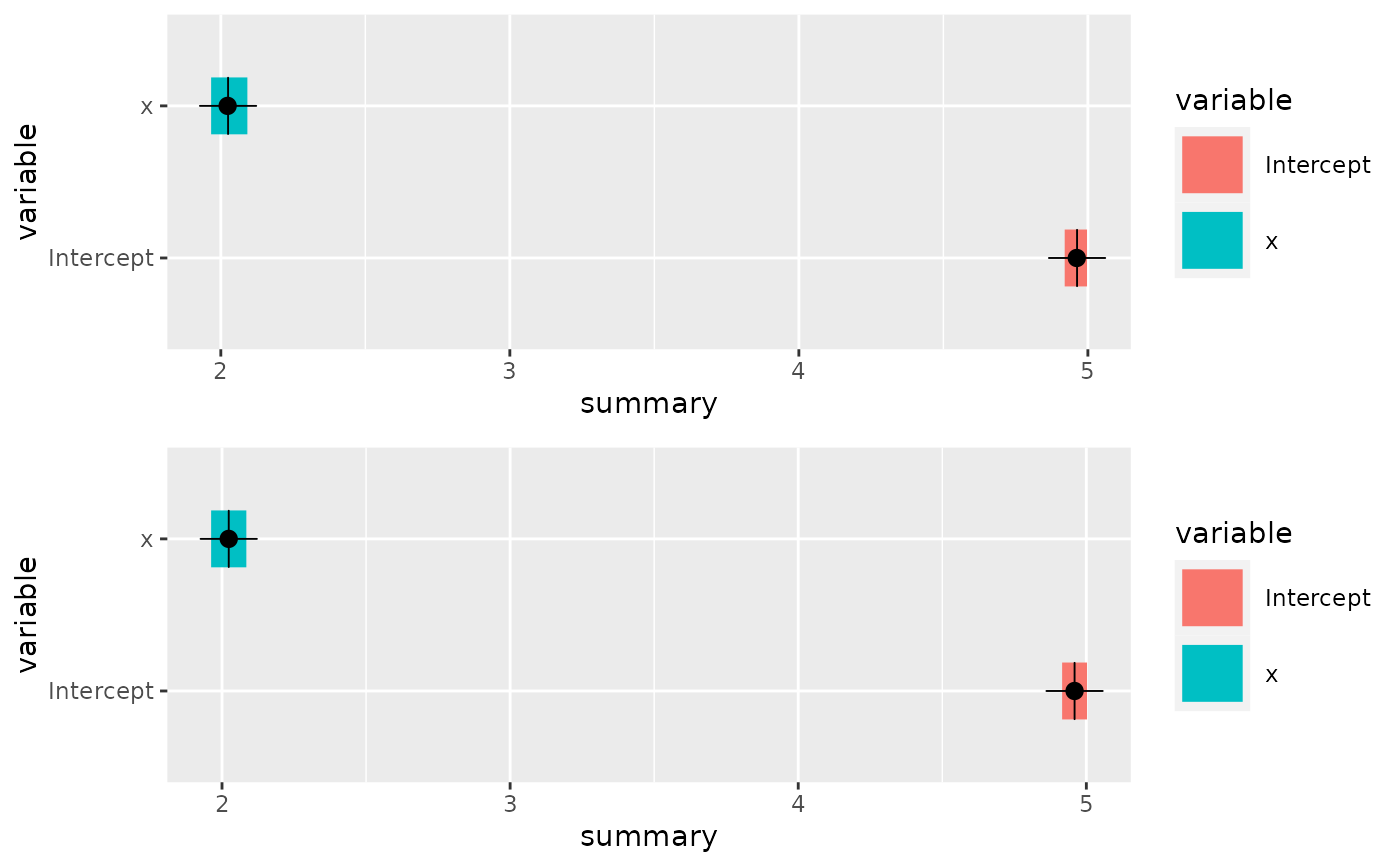 variable
x
Intercept
2 3 4 5
summary
variable
Intercept
x
variable
x
Intercept
2 3 4 5
summary
variable
Intercept
x